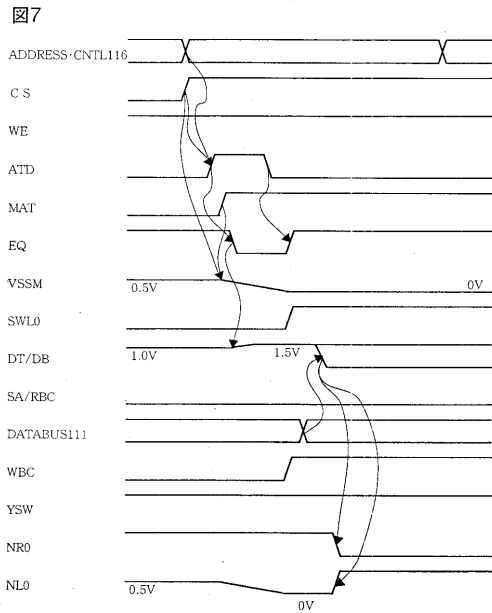 図7
ADDRESS·CNTL116
CS
WE
ATD
MAT
EQ
VSSM
0.5V
0V
SWL0
DT/DB
1.0V
1.5V
SA/RBC
DATABUS111
WBC
YSW
NR0
NL0
0.5V
0V